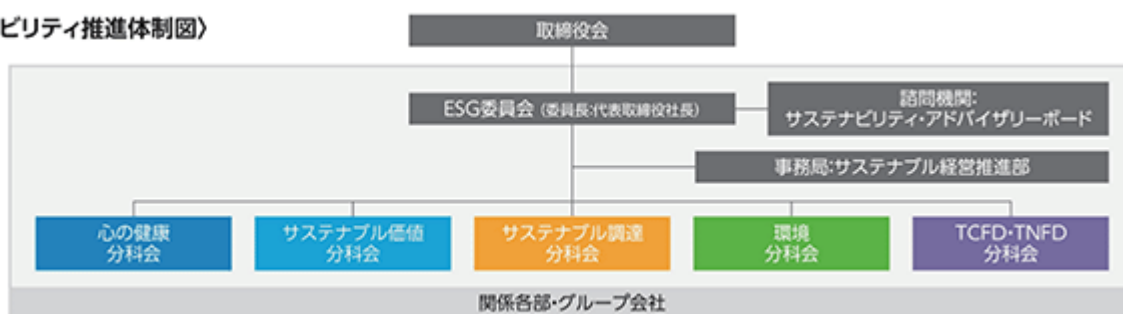 ビリティ推進体制図〉
取締役会
ESG委員会（委員長:代表取締役社長）
諮問機関:
サステナビリティ・アドバイザリーボード
事務局:サステナブル経営推進部
心の健康
分科会
サステナブル価値
分科会
サステナブル調達
分科会
環境
分科会
TCFD・TNFD
分科会
関係各部・グループ会社